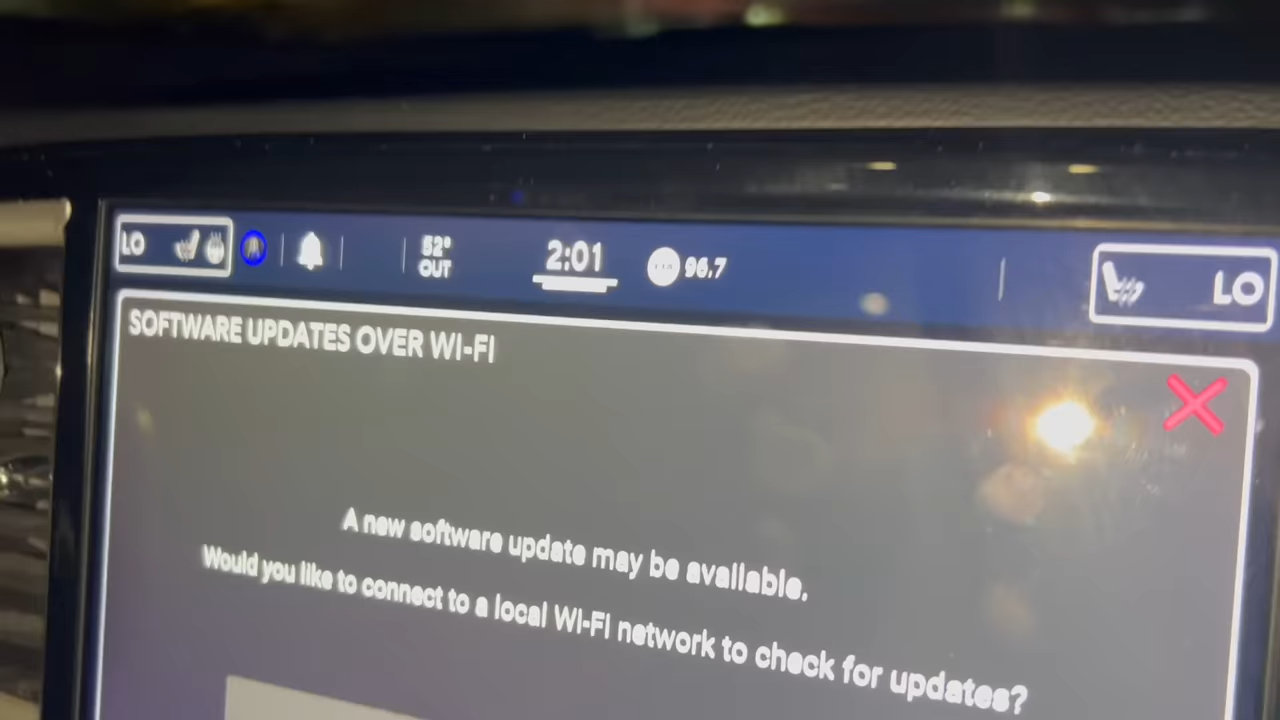 LO
52°
OUT
2:01
96.7
LO
SOFTWARE UPDATES OVER WI-FI
A new software update may be available.
Would you like to connect to a local Wi-Fi network to check for updates?